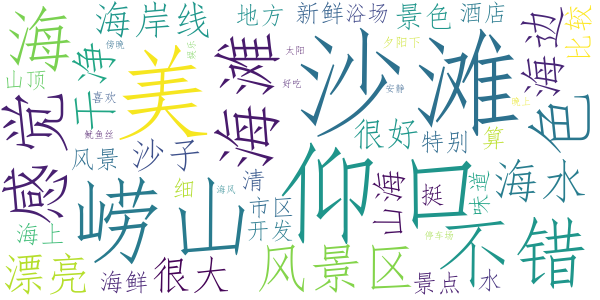 海
海岸线
地方
新鲜
浴场
景色
酒店
比较
傍晚
太阳
夕阳下
山顶
干净
美
海滩
沙滩
海边
色
感觉
喜欢
好吃
安静
晚上
鱿鱼丝
很好
特别
算
风景
沙子
崂山
细
海风
清
仰口
山海
挺
味道
海水
市区
开发
不错
海上
停车场
漂亮
海鲜
很大
风景区
景点
水